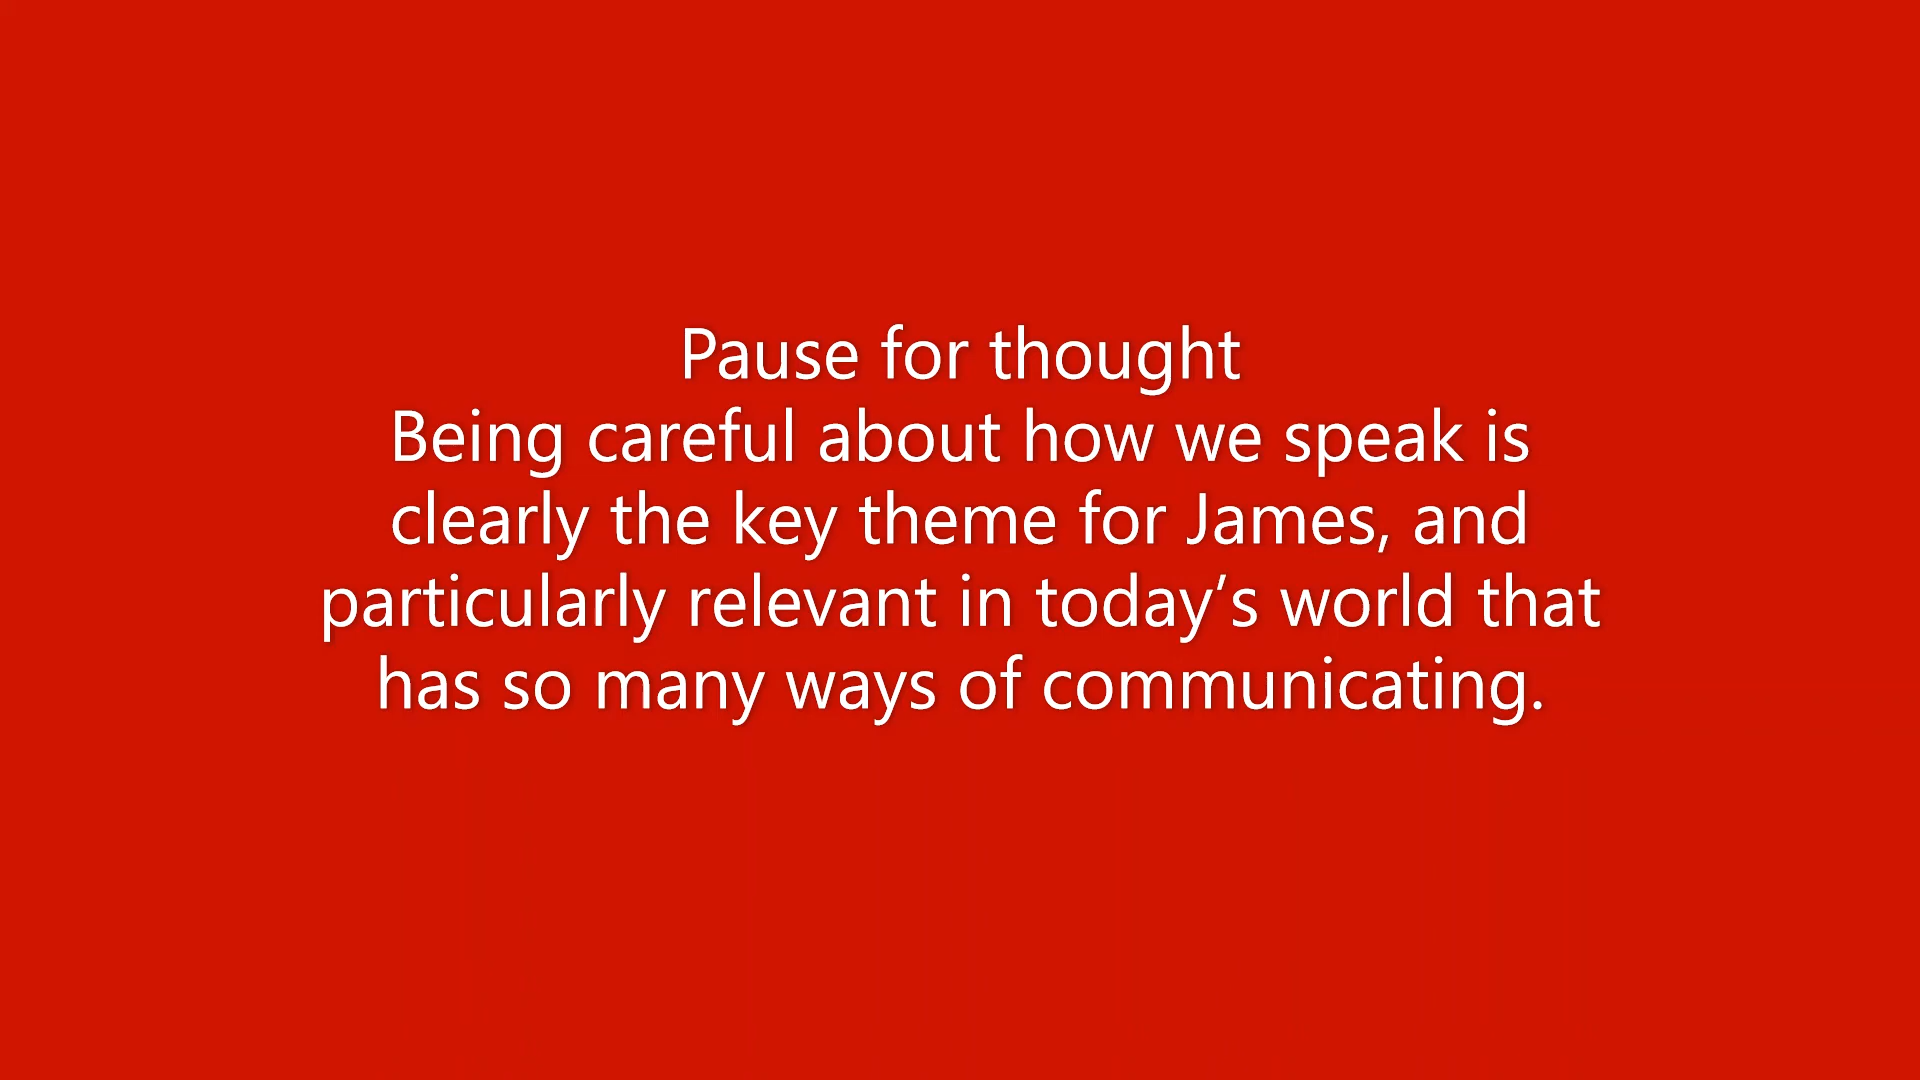 Pause for thought
Being careful about how we speak is
clearly the key theme for James, and
particularly relevant in today’s world that
has so many ways of communicating.